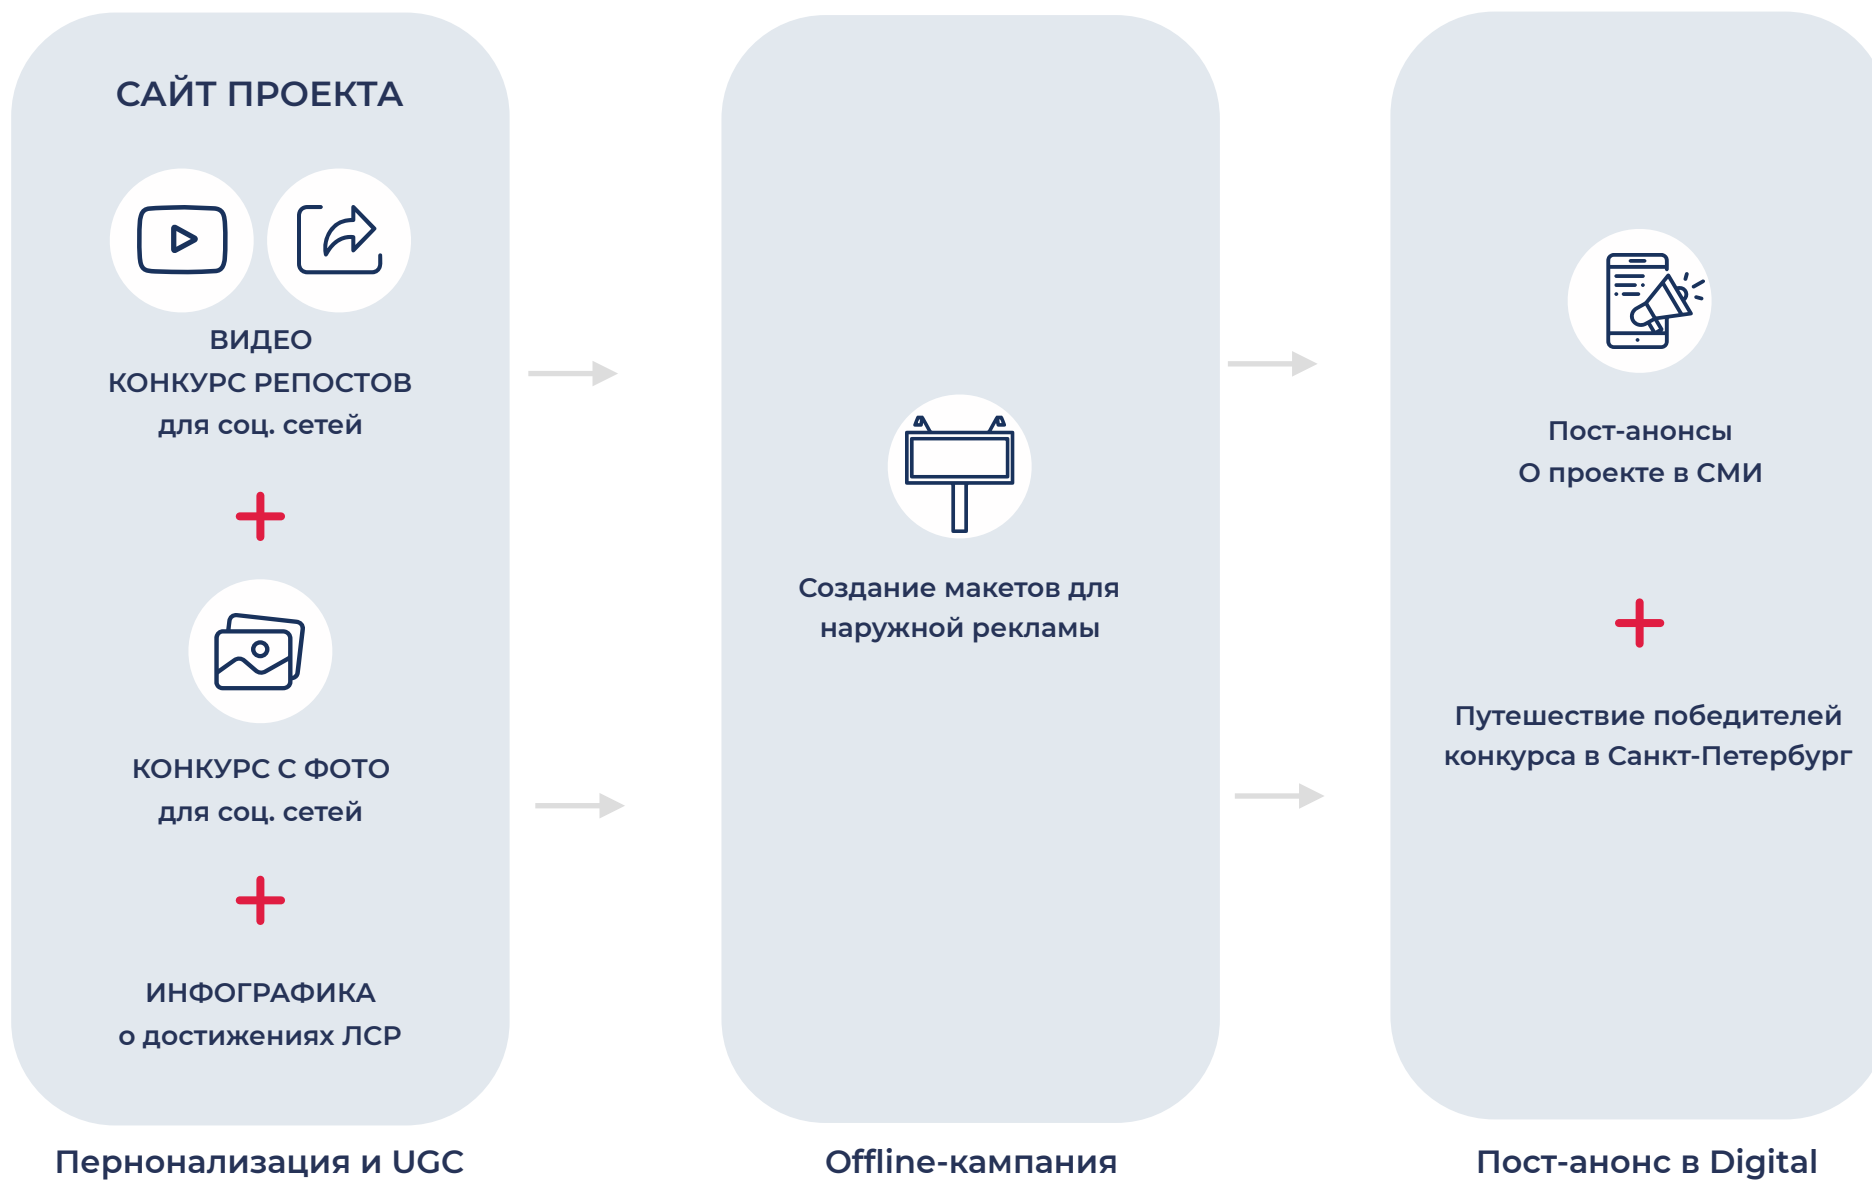 САЙТ ПРОЕКТА
ВИДЕО
КОНКУРС РЕПОСТОВ
для соц. сетей
КОНКУРС С ФОТО
для соц. сетей
ИНФОГРАФИКА
о достижениях ЛСР
Пернонализация и UGC
Создание макетов для
наружной рекламы
Offline-кампания
Пост-анонсы
О проекте в СМИ
Путешествие победителей
конкурса в Санкт-Петербург
Пост-анонс в Digital